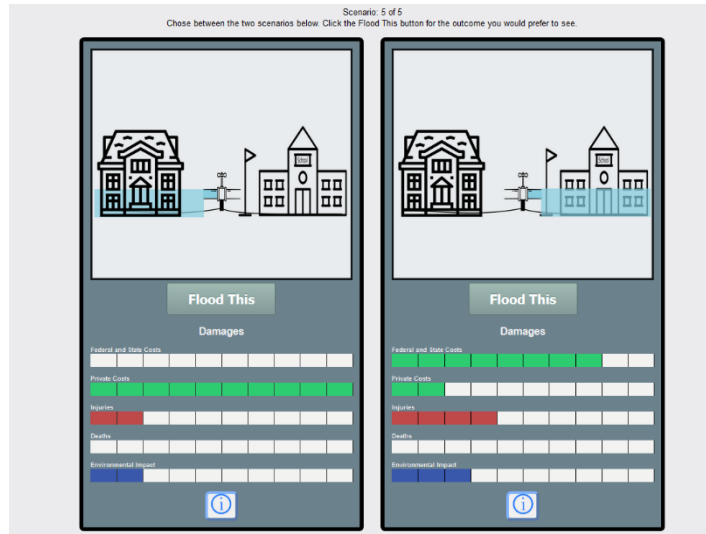 Scenario: 5 of 5
Chose between the two scenarios below. Click the Flood This button for the outcome you would prefer to see.
School
Flood This
Damages
Federal and State Costs
Private Costs
Injuries
Deaths
Environmental Impact
i
School
Flood This
Damages
Federal and State Costs
Private Costs
Injuries
Deaths
Environmental Impact
i